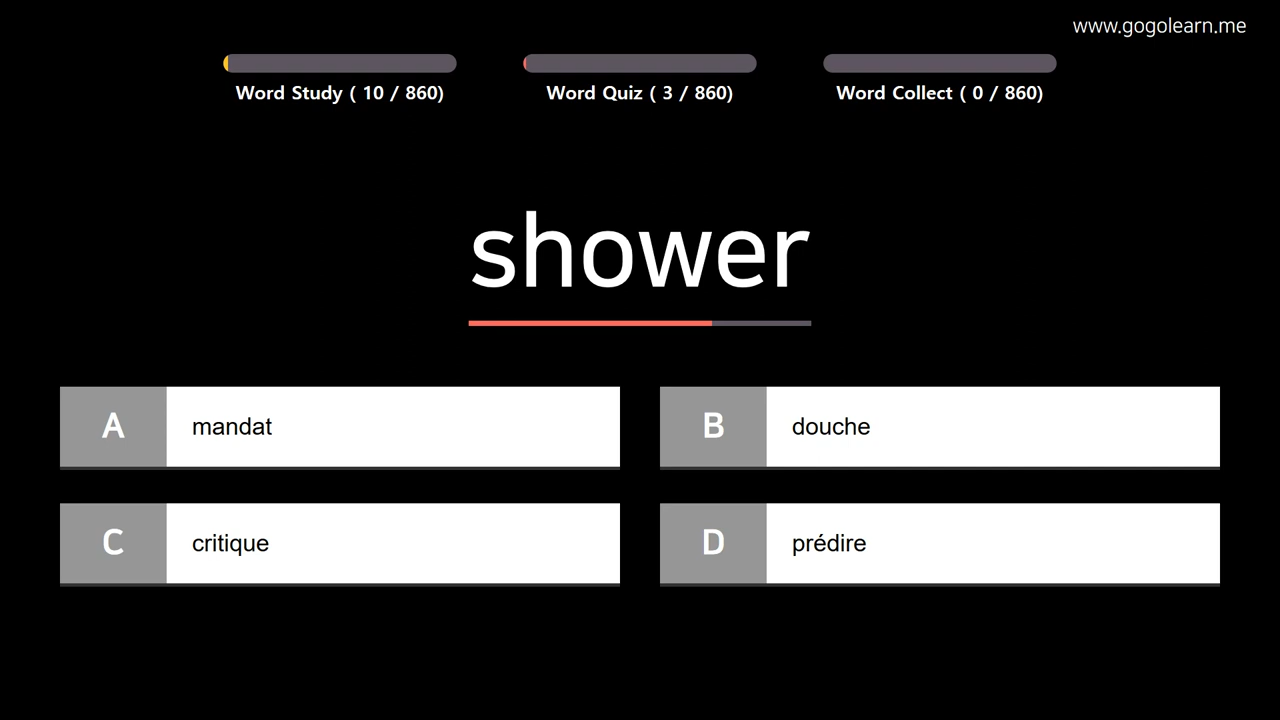 www.gogolearn.me
Word Study ( 10 / 860)
Word Quiz ( 3 / 860)
Word Collect ( 0 / 860)
shower
A
mandat
B
douche
C
critique
D
prédire